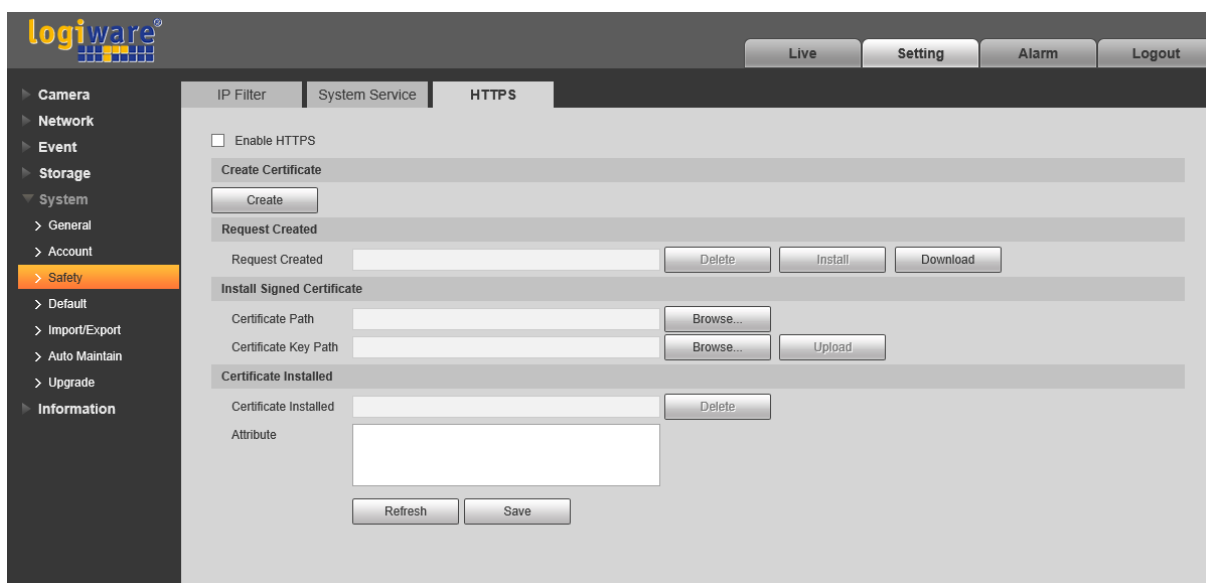 logiware®
Live Setting Alarm Logout
Camera
Network
Event
Storage
System
General
Account
Safety
Default
Import/Export
Auto Maintain
Upgrade
Information
IP Filter System Service HTTPS
Enable HTTPS
Create Certificate
Create
Request Created
Request Created Delete Install Download
Install Signed Certificate
Certificate Path Browse...
Certificate Key Path Browse... Upload
Certificate Installed
Certificate Installed Delete
Attribute
Refresh Save